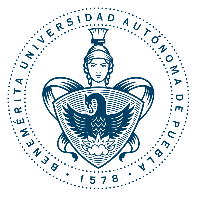 BENEMÉRITA UNIVERSIDAD AUTÓNOMA DE PUEBLA
· 1578 ·